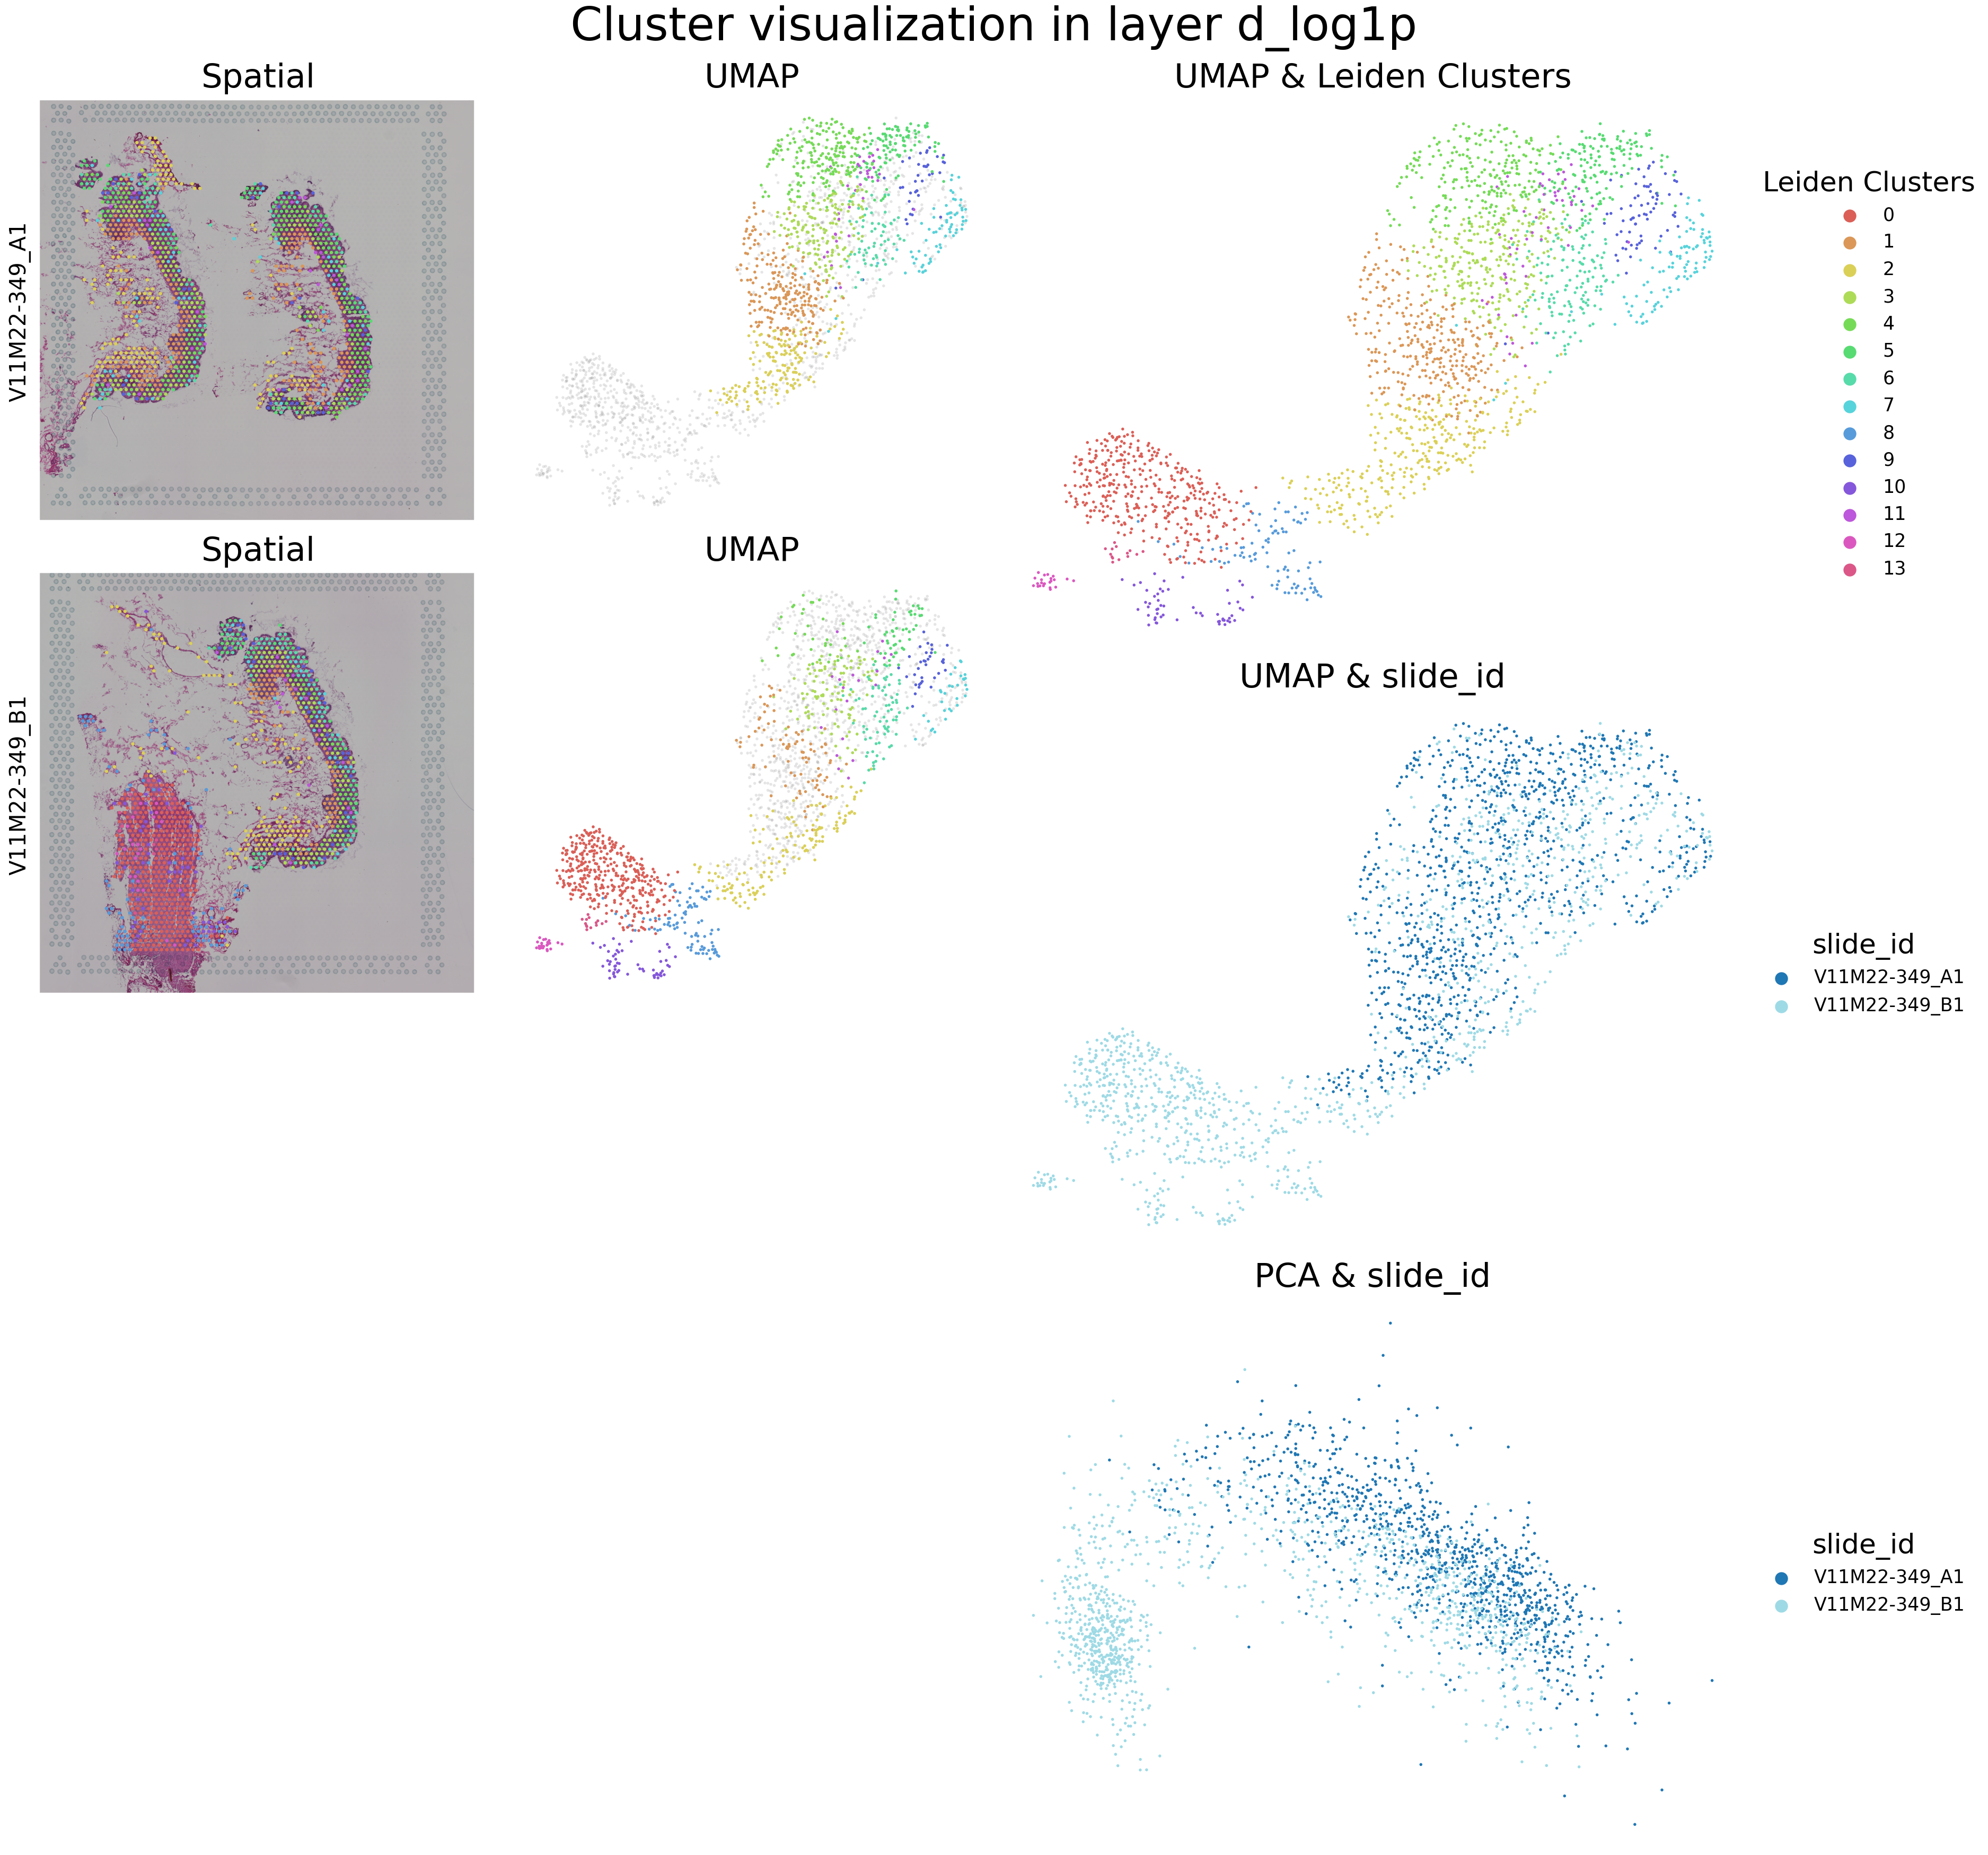 Cluster visualization in layer d_log1p
Spatial
UMAP
UMAP & Leiden Clusters
V11M22-349_A1
Leiden Clusters
0
1
2
3
4
5
6
7
8
9
10
11
12
13
Spatial
UMAP
V11M22-349_B1
UMAP & slide_id
slide_id
V11M22-349_A1
V11M22-349_B1
PCA & slide_id
slide_id
V11M22-349_A1
V11M22-349_B1